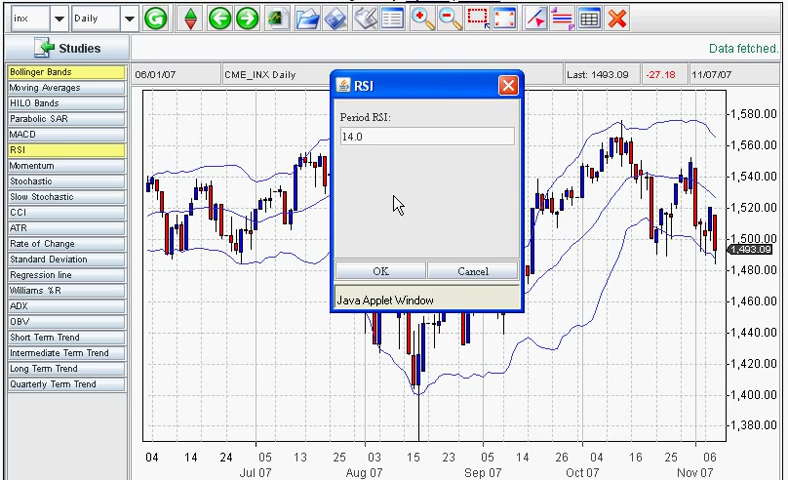 inx Daily
Studies
Data fetched.
Bollinger Bands
Moving Averages
HILO Bands
Parabolic SAR
MACD
RSI
Momentum
Stochastic
Slow Stochastic
CCI
ATR
Rate of Change
Standard Deviation
Regression line
Williams %R
ADX
OBV
Short Term Trend
Intermediate Term Trend
Long Term Trend
Quarterly Term Trend
06/01/07 CME_INX Daily Last: 1493.09 -27.18 11/07/07
RSI
Period RSI:
14.0
OK Cancel
Java Applet Window
1,580.00
1,560.00
1,540.00
1,520.00
1,500.00
1,493.09
1,480.00
1,460.00
1,440.00
1,420.00
1,400.00
1,380.00
04 14 24 05 13 25 03 15 23 05 14 26 04 16 25 06
Jul 07 Aug 07 Sep 07 Oct 07 Nov 07